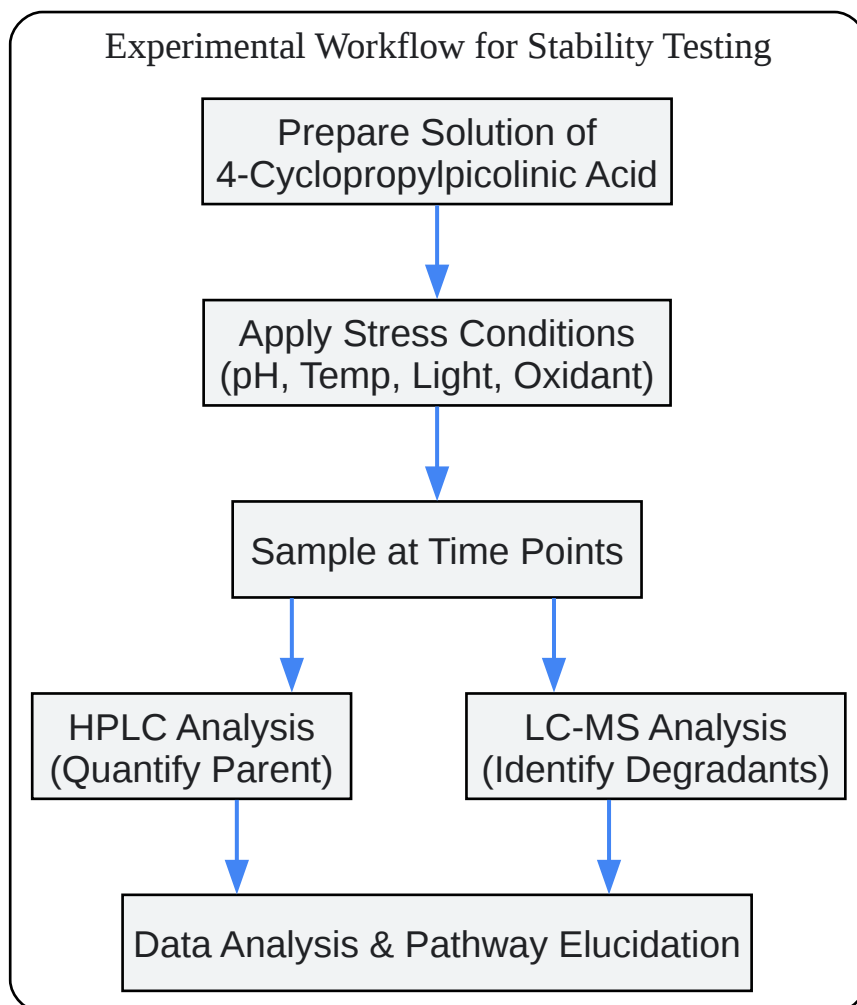 Experimental Workflow for Stability Testing
Prepare Solution of
4-Cyclopropylpicolinic Acid
Apply Stress Conditions
(pH, Temp, Light, Oxidant)
Sample at Time Points
HPLC Analysis
(Quantify Parent)
LC-MS Analysis
(Identify Degradants)
Data Analysis & Pathway Elucidation